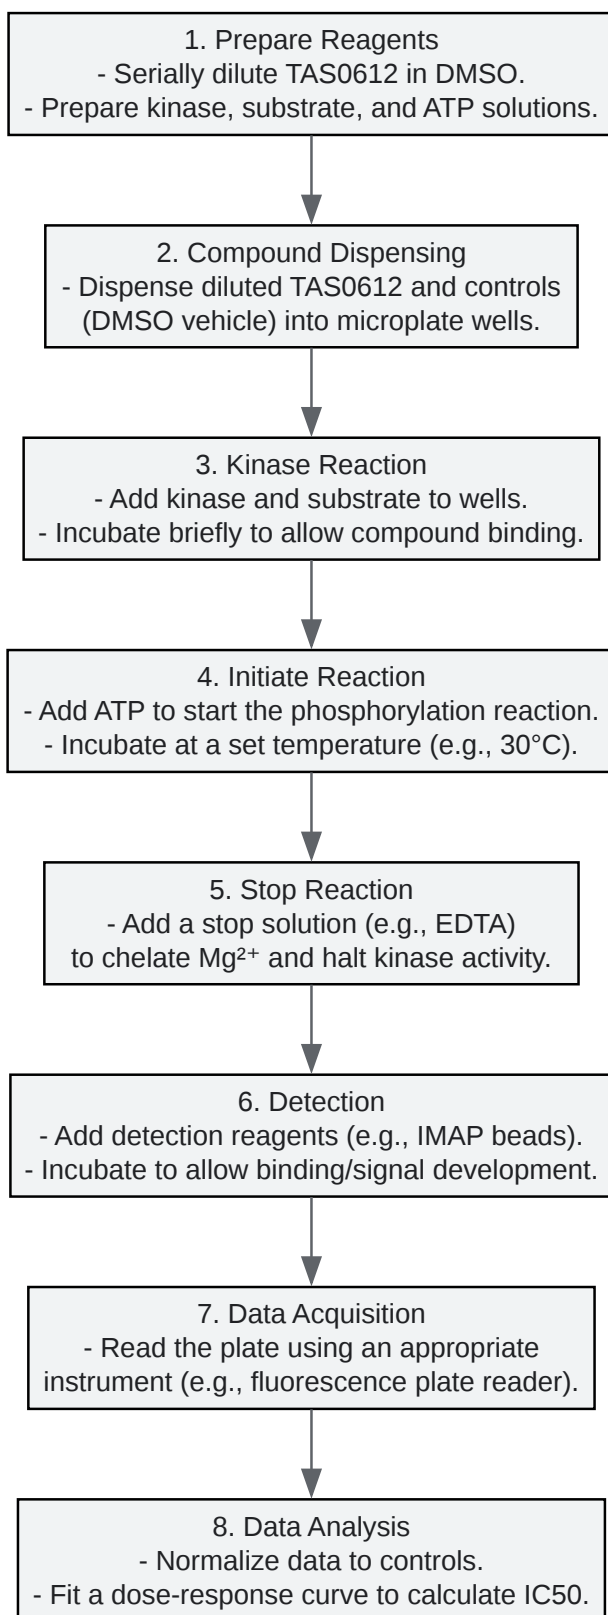 1. Prepare Reagents
- Serially dilute TAS0612 in DMSO.
- Prepare kinase, substrate, and ATP solutions.
2. Compound Dispensing
- Dispense diluted TAS0612 and controls
(DMSO vehicle) into microplate wells.
3. Kinase Reaction
- Add kinase and substrate to wells.
- Incubate briefly to allow compound binding.
4. Initiate Reaction
- Add ATP to start the phosphorylation reaction.
- Incubate at a set temperature (e.g., 30°C).
5. Stop Reaction
- Add a stop solution (e.g., EDTA)
to chelate Mg²⁺ and halt kinase activity.
6. Detection
- Add detection reagents (e.g., IMAP beads).
- Incubate to allow binding/signal development.
7. Data Acquisition
- Read the plate using an appropriate
instrument (e.g., fluorescence plate reader).
8. Data Analysis
- Normalize data to controls.
- Fit a dose-response curve to calculate IC50.